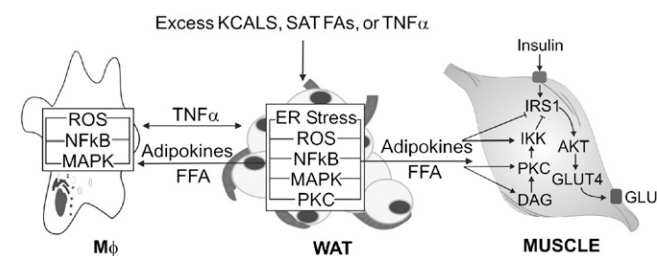 Excess KCALS, SAT FAs, or TNFα
Insulin
ROS
NFkB
MAPK
TNFα
Adipokines
FFA
ER Stress
ROS
NFkB
MAPK
PKC
Adipokines
FFA
IRS1
IKK
AKT
PKC
GLUT4
DAG
GLU
Mϕ
WAT
MUSCLE